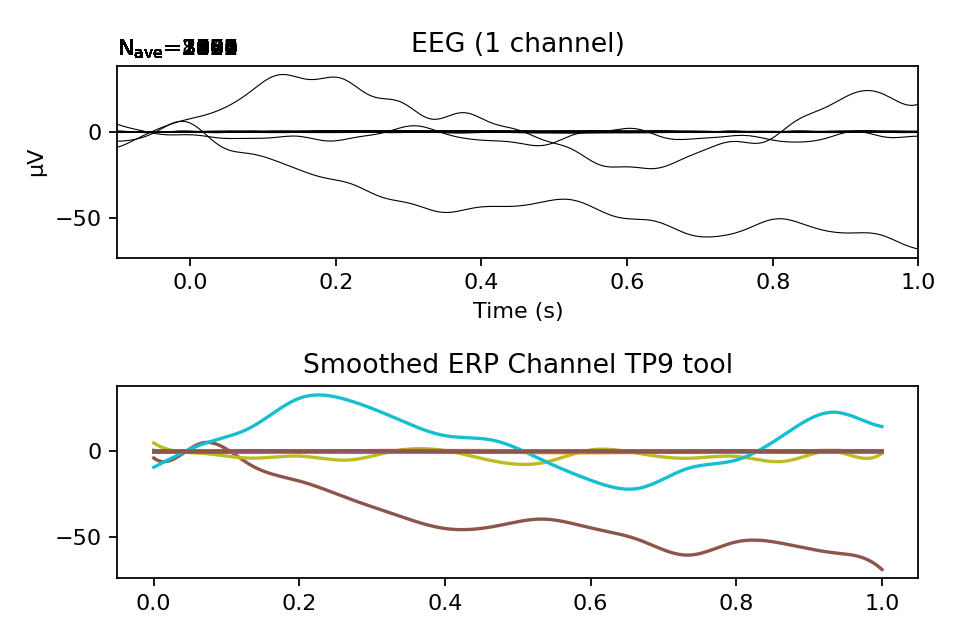 EEG (1 channel)
Nave=
0
−50
µV
0.0 0.2 0.4 0.6 0.8 1.0
Time (s)
Smoothed ERP Channel TP9 tool
0
−50
0.0 0.2 0.4 0.6 0.8 1.0